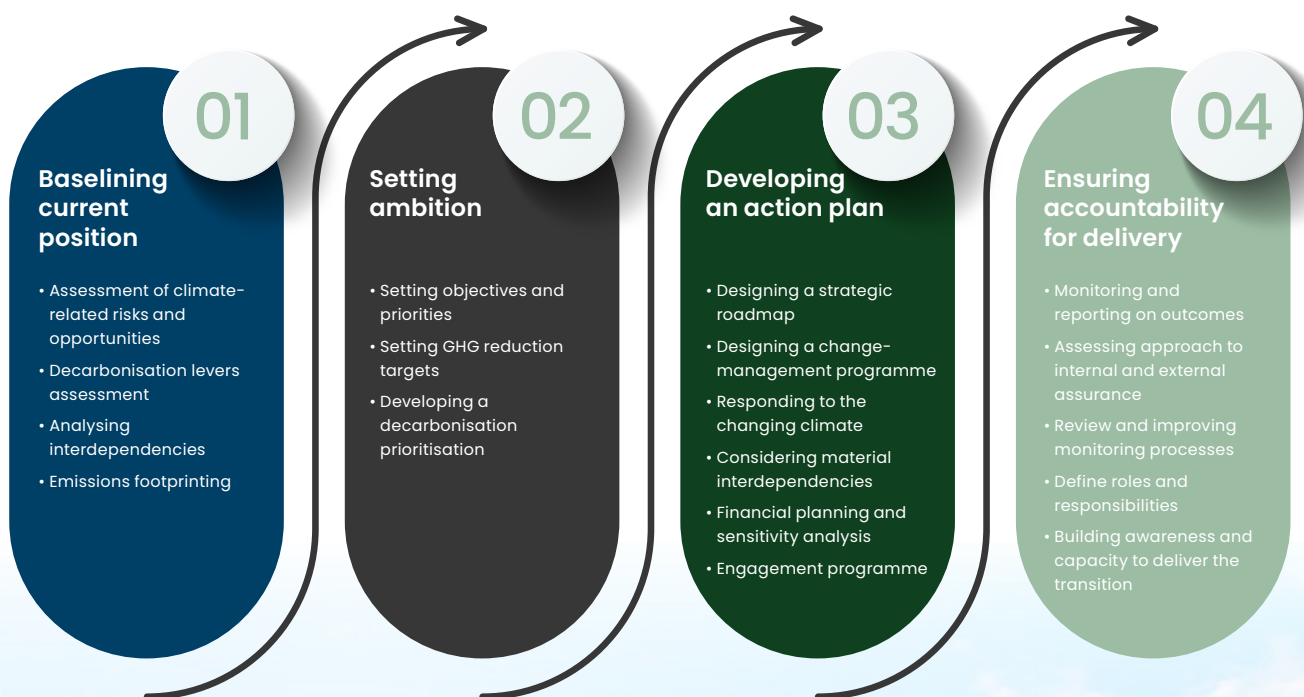 01
Baselining
current
position
• Assessment of climate-
related risks and
opportunities
• Decarbonisation levers
assessment
• Analysing
interdependencies
• Emissions footprinting
02
Setting
ambition
• Setting objectives and
priorities
• Setting GHG reduction
targets
• Developing a
decarbonisation
prioritisation
03
Developing
an action plan
• Designing a strategic
roadmap
• Designing a change-
management programme
• Responding to the
changing climate
• Considering material
interdependencies
• Financial planning and
sensitivity analysis
• Engagement programme
04
Ensuring
accountability
for delivery
• Monitoring and
reporting on outcomes
• Assessing approach to
internal and external
assurance
• Review and improving
monitoring processes
• Define roles and
responsibilities
• Building awareness and
capacity to deliver the
transition